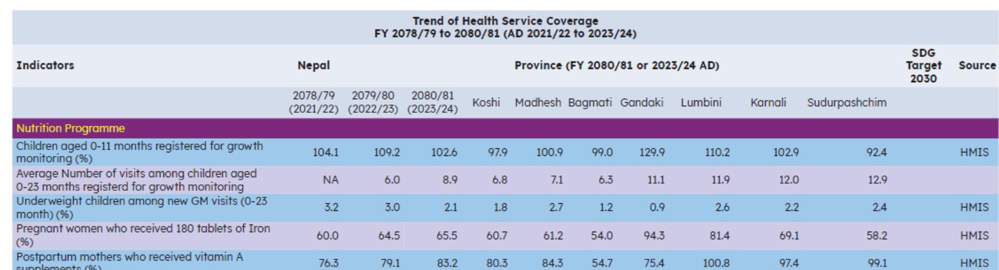 Trend of Health Service Coverage
FY 2078/79 to 2080/81 (AD 2021/22 to 2023/24)
Indicators Nepal Province (FY 2080/81 or 2023/24 AD) SDG Target 2030 Source
2078/79 (2021/22) 2079/80 (2022/23) 2080/81 (2023/24) Koshi Madhesh Bagmati Gandaki Lumbini Karnali Sudurpashchim
Nutrition Programme
Children aged 0-11 months registered for growth monitoring (%) 104.1 109.2 102.6 97.9 100.9 99.0 129.9 110.2 102.9 92.4 HMIS
Average Number of visits among children aged 0-23 months registerd for growth monitoring NA 6.0 8.9 6.8 7.1 6.3 11.1 11.9 12.0 12.9
Underweight children among new GM visits (0-23 month) (%) 3.2 3.0 2.1 1.8 2.7 1.2 0.9 2.6 2.2 2.4 HMIS
Pregnant women who received 180 tablets of Iron (%) 60.0 64.5 65.5 60.7 61.2 54.0 94.3 81.4 69.1 58.2 HMIS
Postpartum mothers who received vitamin A supplements (%) 76.3 79.1 83.2 80.3 84.3 54.7 75.4 100.8 97.4 99.1 HMIS